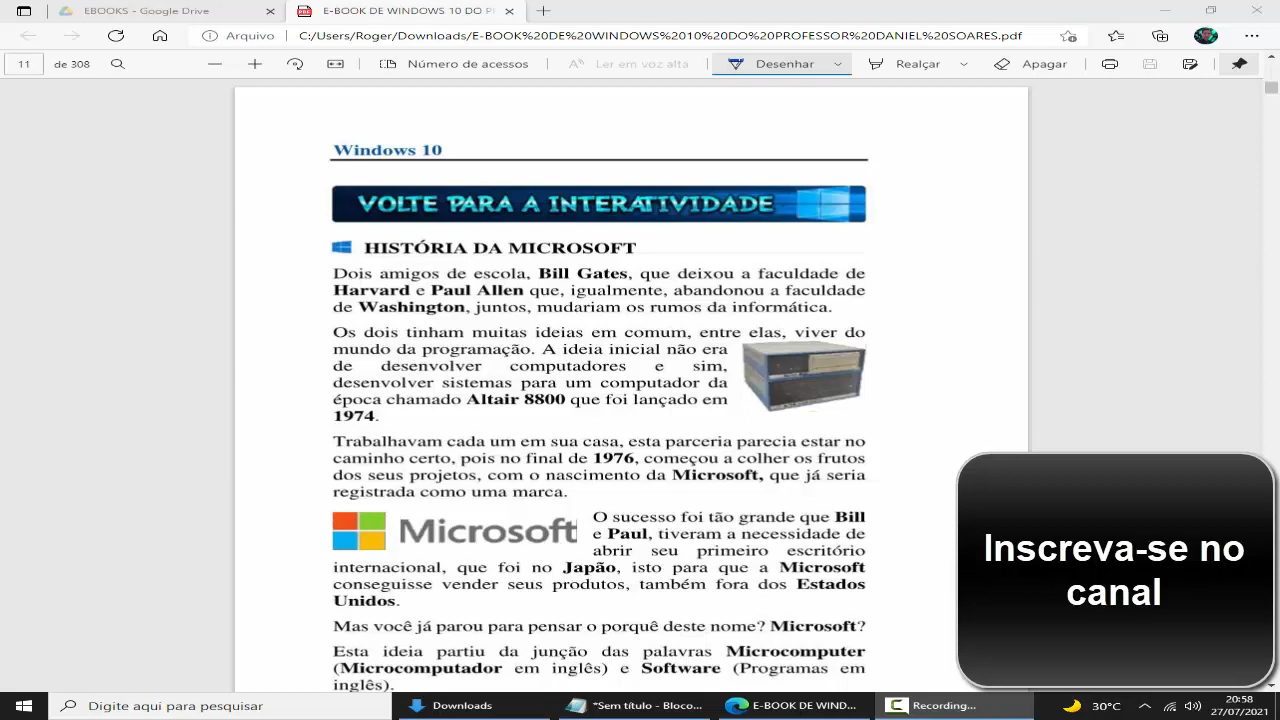 EBOOKS - Google Drive
E-BOOK DE WINDOWS 10 DO P
Arquivo
C:/Users/Roger/Downloads/E-BOOK%20DE%20WINDOWS%2010%20DO%20PROFESSOR%20DANIEL%20SOARES.pdf
11 de 308
Número de acessos
Ler em voz alta
Desenhar
Realçar
Apagar
Windows 10
VOLTE PARA A INTERATIVIDADE
HISTÓRIA DA MICROSOFT
Dois amigos de escola, Bill Gates, que deixou a faculdade de
Harvard e Paul Allen que, igualmente, abandonou a faculdade
de Washington, juntos, mudariam os rumos da informática.
Os dois tinham muitas ideias em comum, entre elas, viver do
mundo da programação. A ideia inicial não era
de desenvolver computadores e sim,
desenvolver sistemas para um computador da
época chamado Altair 8800 que foi lançado em
1974.
Trabalhavam cada um em sua casa, esta parceria parecia estar no
caminho certo, pois no final de 1976, começou a colher os frutos
dos seus projetos, com o nascimento da Microsoft, que já seria
registrada como uma marca.
Microsoft
O sucesso foi tão grande que Bill
e Paul, tiveram a necessidade de
abrir seu primeiro escritório
internacional, que foi no Japão, isto para que a Microsoft
conseguisse vender seus produtos, também fora dos Estados
Unidos.
Mas você já parou para pensar o porquê deste nome? Microsoft?
Esta ideia partiu da junção das palavras Microcomputer
(Microcomputador em inglês) e Software (Programas em
inglês).
Inscreva-se no
canal
Digite aqui para pesquisar
Downloads
*Sem título - Bloco...
E-BOOK DE WIND...
Recording...
30°C
20:58
27/07/2021